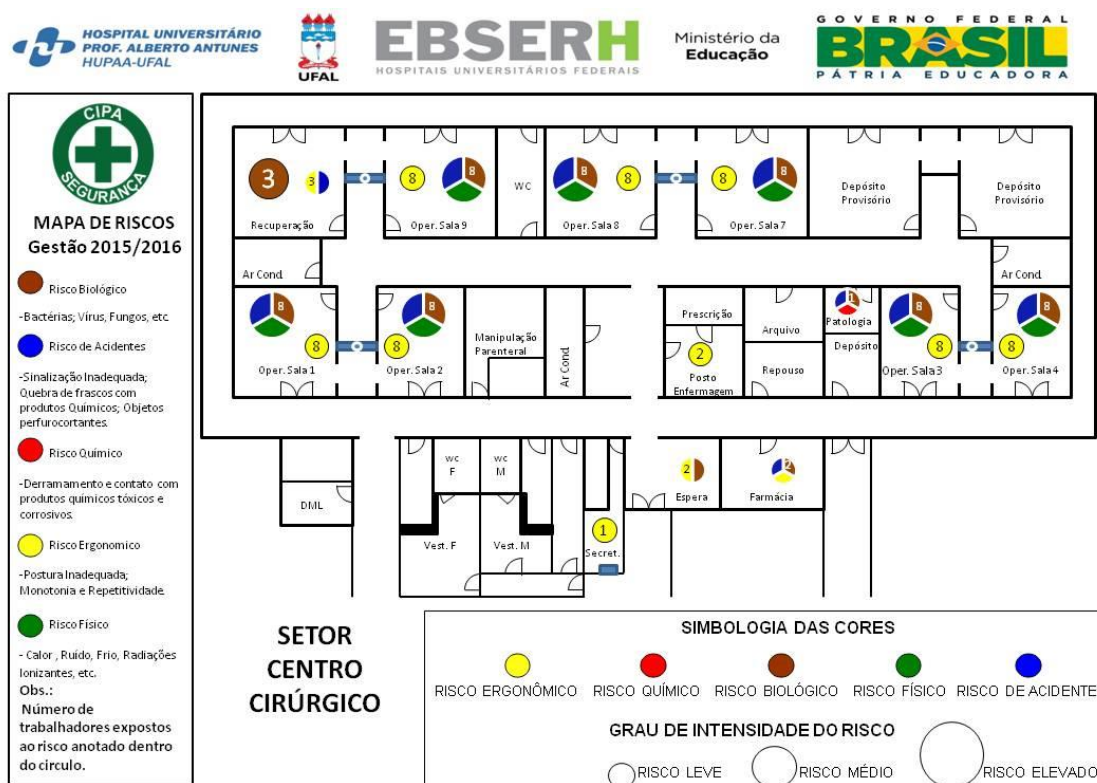 HOSPITAL UNIVERSITÁRIO
PROF. ALBERTO ANTUNES
HUPAA-UFAL
UFAL
EBSERH
HOSPITAIS UNIVERSITÁRIOS FEDERAIS
Ministério da
Educação
GOVERNO FEDERAL
BRASIL
PÁTRIA EDUCADORA
CIPA
SEGURANÇA
MAPA DE RISCOS
Gestão 2015/2016
Risco Biológico
-Bactérias; Vírus, Fungos, etc.
Risco de Acidentes
-Sinalização Inadequada;
Quebra de frascos com
produtos Químicos; Objetos
perfurocortantes.
Risco Químico
-Derramamento e contato com
produtos químicos tóxicos e
corrosivos.
Risco Ergonomico
-Postura Inadequada;
Monotonia e Repetitividade.
Risco Físico
- Calor , Ruído, Frio, Radiações
Ionizantes, etc.
Obs.:
Número de
trabalhadores expostos
ao risco anotado dentro
do circulo.
3
3
Recuperação
8
8
Oper. Sala 9
WC
8
8
Oper. Sala 8
8
8
Oper. Sala 7
Depósito
Provisório
Depósito
Provisório
Ar Cond.
Ar Cond.
8
8
Oper. Sala 1
8
8
Oper. Sala 2
Manipulação
Parenteral
Ar Cond.
Prescrição
2
Posto
Enfermagem
Arquivo
Repouso
1
Patologia
Depósito
8
8
Oper. Sala 3
8
8
Oper. Sala 4
DML
wc
F
wc
M
Vest. F
Vest. M
1
Secret.
2
Espera
2
Farmácia
SETOR
CENTRO
CIRÚRGICO
SIMBOLOGIA DAS CORES
RISCO ERGONÔMICO
RISCO QUÍMICO
RISCO BIOLÓGICO
RISCO FÍSICO
RISCO DE ACIDENTE
GRAU DE INTENSIDADE DO RISCO
RISCO LEVE
RISCO MÉDIO
RISCO ELEVADO